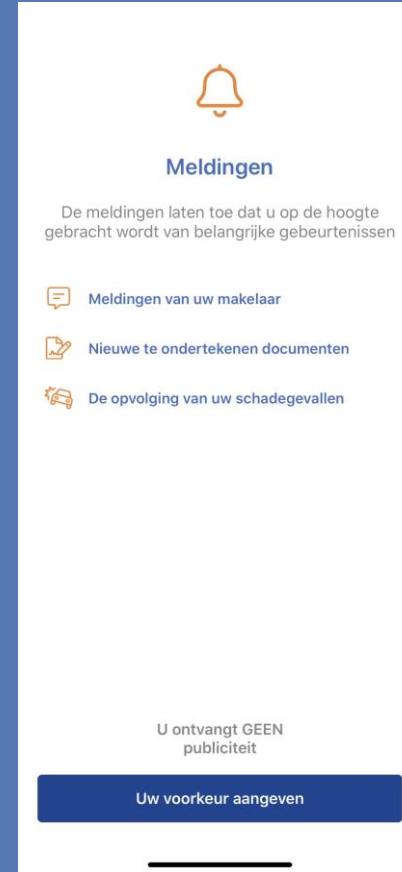 Meldingen
De meldingen laten toe dat u op de hoogte
gebracht wordt van belangrijke gebeurtenissen
Meldingen van uw makelaar
Nieuwe te ondertekenen documenten
De opvolging van uw schadegevallen
U ontvangt GEEN
publiciteit
Uw voorkeur aangeven